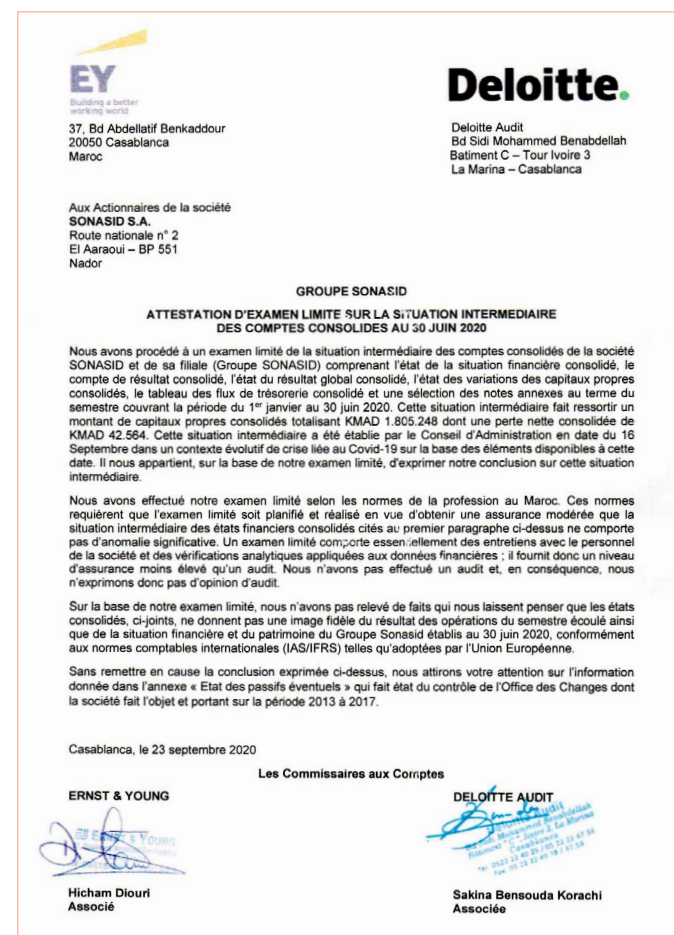 EY
Building a better
working world
37, Bd Abdellatif Benkaddour
20050 Casablanca
Maroc
Deloitte.
Deloitte Audit
Bd Sidi Mohammed Benabdellah
Batiment C – Tour Ivoire 3
La Marina – Casablanca
Aux Actionnaires de la société
SONASID S.A.
Route nationale n° 2
El Aaraoui – BP 551
Nador
GROUPE SONASID
ATTESTATION D'EXAMEN LIMITE SUR LA SITUATION INTERMEDIAIRE
DES COMPTES CONSOLIDES AU 30 JUIN 2020
Nous avons procédé à un examen limité de la situation intermédiaire des comptes consolidés de la société
SONASID et de sa filiale (Groupe SONASID) comprenant l'état de la situation financière consolidé, le
compte de résultat consolidé, l'état du résultat global consolidé, l'état des variations des capitaux propres
consolidés, le tableau des flux de trésorerie consolidé et une sélection des notes annexes au terme du
semestre couvrant la période du 1er janvier au 30 juin 2020. Cette situation intermédiaire fait ressortir un
montant de capitaux propres consolidés totalisant KMAD 1.805.248 dont une perte nette consolidée de
KMAD 42.564. Cette situation intermédiaire a été établie par le Conseil d'Administration en date du 16
Septembre dans un contexte évolutif de crise liée au Covid-19 sur la base des éléments disponibles à cette
date. Il nous appartient, sur la base de notre examen limité, d'exprimer notre conclusion sur cette situation
intermédiaire.
Nous avons effectué notre examen limité selon les normes de la profession au Maroc. Ces normes
requièrent que l'examen limité soit planifié et réalisé en vue d'obtenir une assurance modérée que la
situation intermédiaire des états financiers consolidés cités au premier paragraphe ci-dessus ne comporte
pas d'anomalie significative. Un examen limité comporte essentiellement des entretiens avec le personnel
de la société et des vérifications analytiques appliquées aux données financières ; il fournit donc un niveau
d'assurance moins élevé qu'un audit. Nous n'avons pas effectué un audit et, en conséquence, nous
n'exprimons donc pas d'opinion d'audit.
Sur la base de notre examen limité, nous n'avons pas relevé de faits qui nous laissent penser que les états
consolidés, ci-joints, ne donnent pas une image fidèle du résultat des opérations du semestre écoulé ainsi
que de la situation financière et du patrimoine du Groupe Sonasid établis au 30 juin 2020, conformément
aux normes comptables internationales (IAS/IFRS) telles qu'adoptées par l'Union Européenne.
Sans remettre en cause la conclusion exprimée ci-dessus, nous attirons votre attention sur l'information
donnée dans l'annexe « Etat des passifs éventuels » qui fait état du contrôle de l'Office des Changes dont
la société fait l'objet et portant sur la période 2013 à 2017.
Casablanca, le 23 septembre 2020
Les Commissaires aux Comptes
ERNST & YOUNG
DELOITTE AUDIT
ERNST & YOUNG
Deloitte Audit
Bd Sidi Mohammed Benabdellah
Bâtiment "C" Ivoire 3, La Marina
Casablanca
Hicham Diouri
Associé
Sakina Bensouda Korachi
Associée